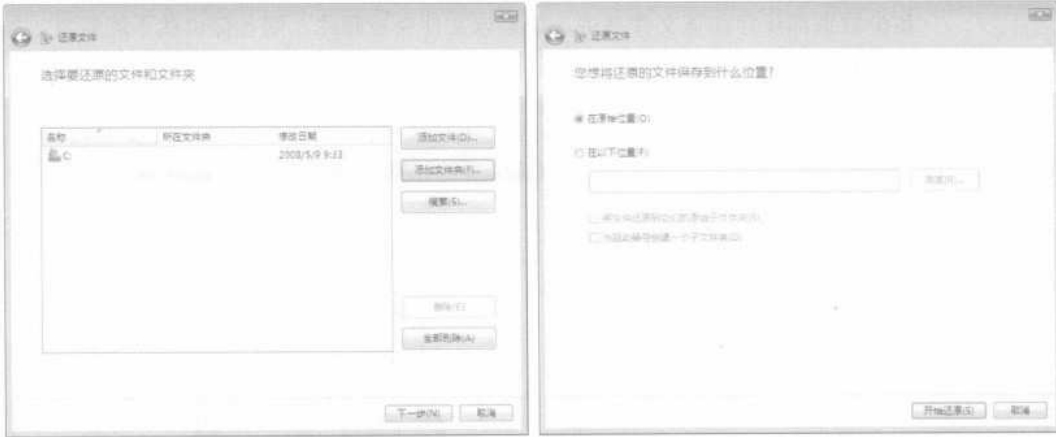 还原文件
选择要还原的文件和文件夹
名称 所在文件夹 修改日期
C: 2008/5/9 9:33
添加文件(D)...
添加文件夹(F)...
搜索(S)...
删除(E)
全部删除(A)
下一步(N) 取消
还原文件
您想将还原的文件保存到什么位置?
在原始位置(O)
在以下位置(F)
开始还原(S) 取消